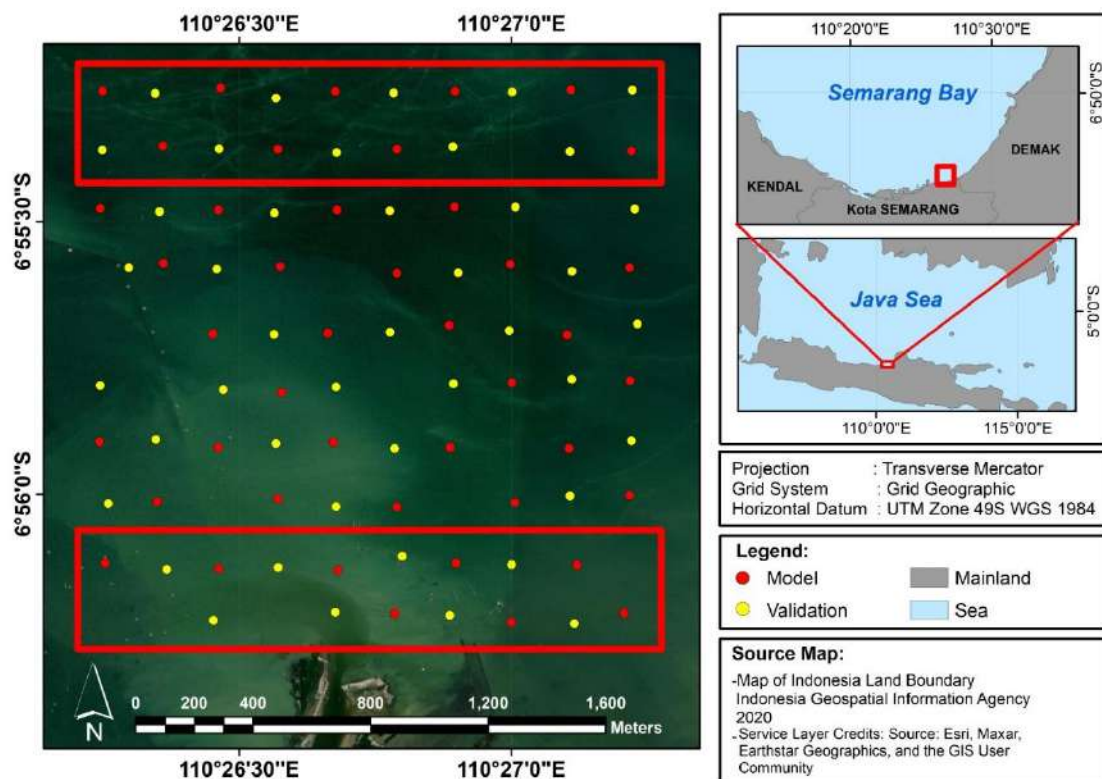 110°26'30"E
110°27'0"E
6°55'30"S
6°56'0"S
0
200
400
800
1,200
1,600
Meters
N
110°26'30"E
110°27'0"E
110°20'0"E
110°30'0"E
Semarang Bay
6°50'0"S
DEMAK
KENDAL
Kota SEMARANG
Java Sea
5°0'0"S
110°0'0"E
115°0'0"E
Projection : Transverse Mercator
Grid System : Grid Geographic
Horizontal Datum : UTM Zone 49S WGS 1984
Legend:
Model
Mainland
Validation
Sea
Source Map:
-Map of Indonesia Land Boundary
Indonesia Geospatial Information Agency
2020
-Service Layer Credits: Source: Esri, Maxar,
Earthstar Geographics, and the GIS User
Community